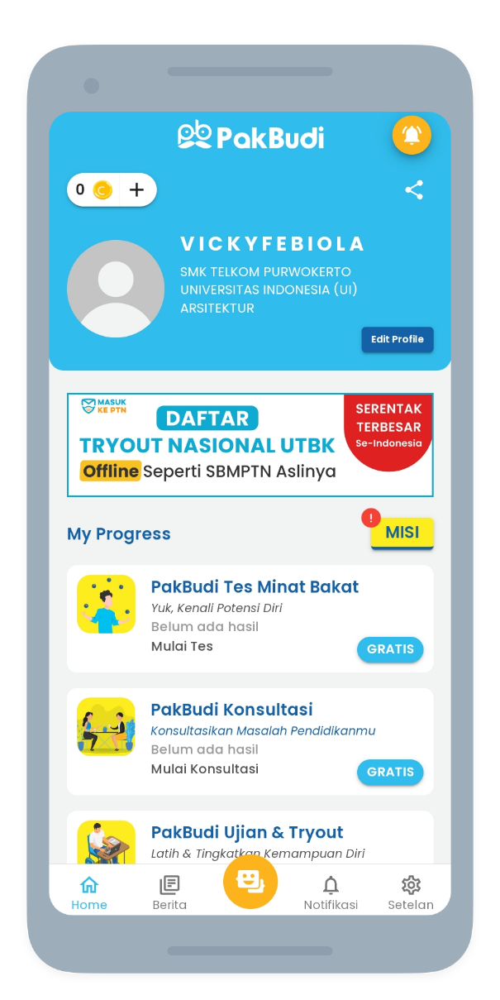 PakBudi
0
VICKYFEBIOLA
SMK TELKOM PURWOKERTO
UNIVERSITAS INDONESIA (UI)
ARSITEKTUR
Edit Profile
MASUK
KE PTN
DAFTAR
TRYOUT NASIONAL UTBK
Offline Seperti SBMPTN Aslinya
SERENTAK
TERBESAR
Se-Indonesia
My Progress
!
MISI
PakBudi Tes Minat Bakat
Yuk, Kenali Potensi Diri
Belum ada hasil
Mulai Tes
GRATIS
PakBudi Konsultasi
Konsultasikan Masalah Pendidikanmu
Belum ada hasil
Mulai Konsultasi
GRATIS
PakBudi Ujian & Tryout
Latih & Tingkatkan Kemampuan Diri
Home
Berita
Notifikasi
Setelan